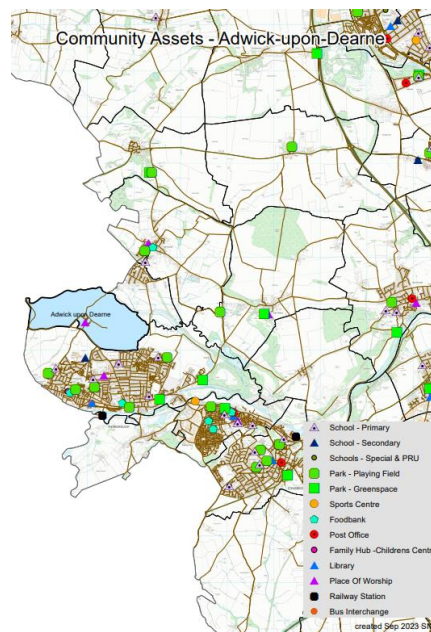 Community Assets - Adwick-upon-Dearne
Adwick upon Dearne
School - Primary
School - Secondary
Schools - Special & PRU
Park - Playing Field
Park - Greenspace
Sports Centre
Foodbank
Post Office
Family Hub -Childrens Cent
Library
Place Of Worship
Railway Station
Bus Interchange
created Sep 2023